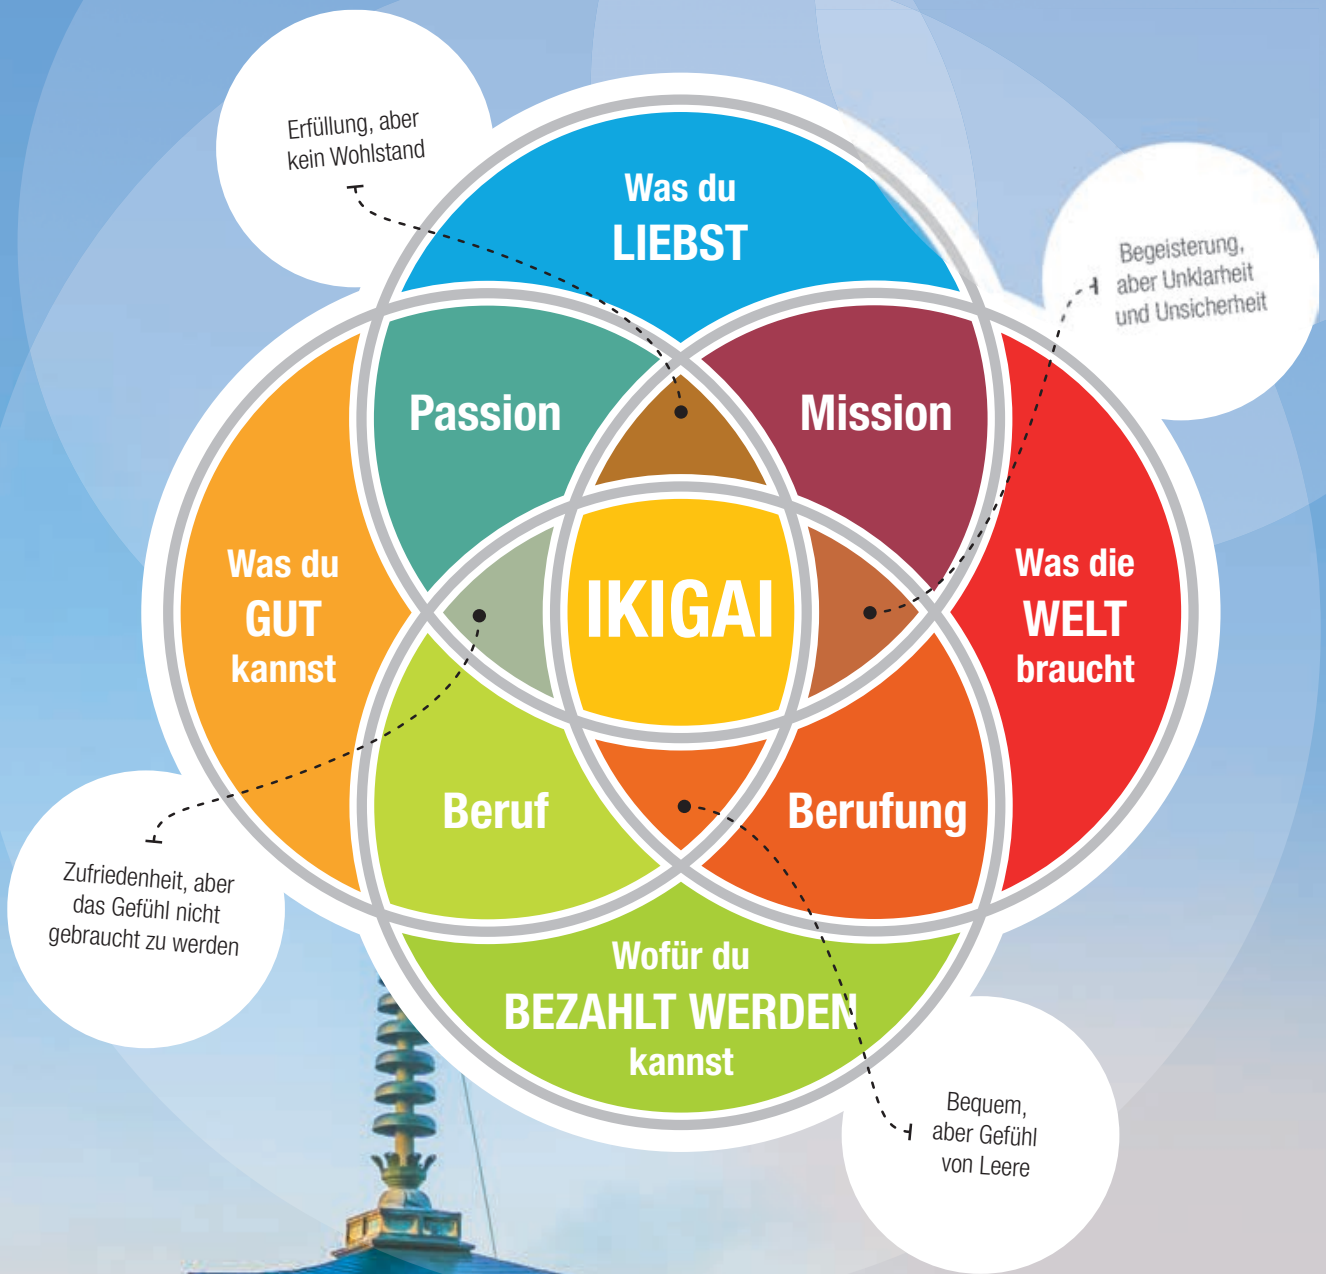 Erfüllung, aber
kein Wohlstand
Was du
LIEBST
Begeisterung,
aber Unklarheit
und Unsicherheit
Passion
Mission
Was du
GUT
kannst
IKIGAI
Was die
WELT
braucht
Beruf
Berufung
Zufriedenheit, aber
das Gefühl nicht
gebraucht zu werden
Wofür du
BEZAHLT WERDEN
kannst
Bequem,
aber Gefühl
von Leere